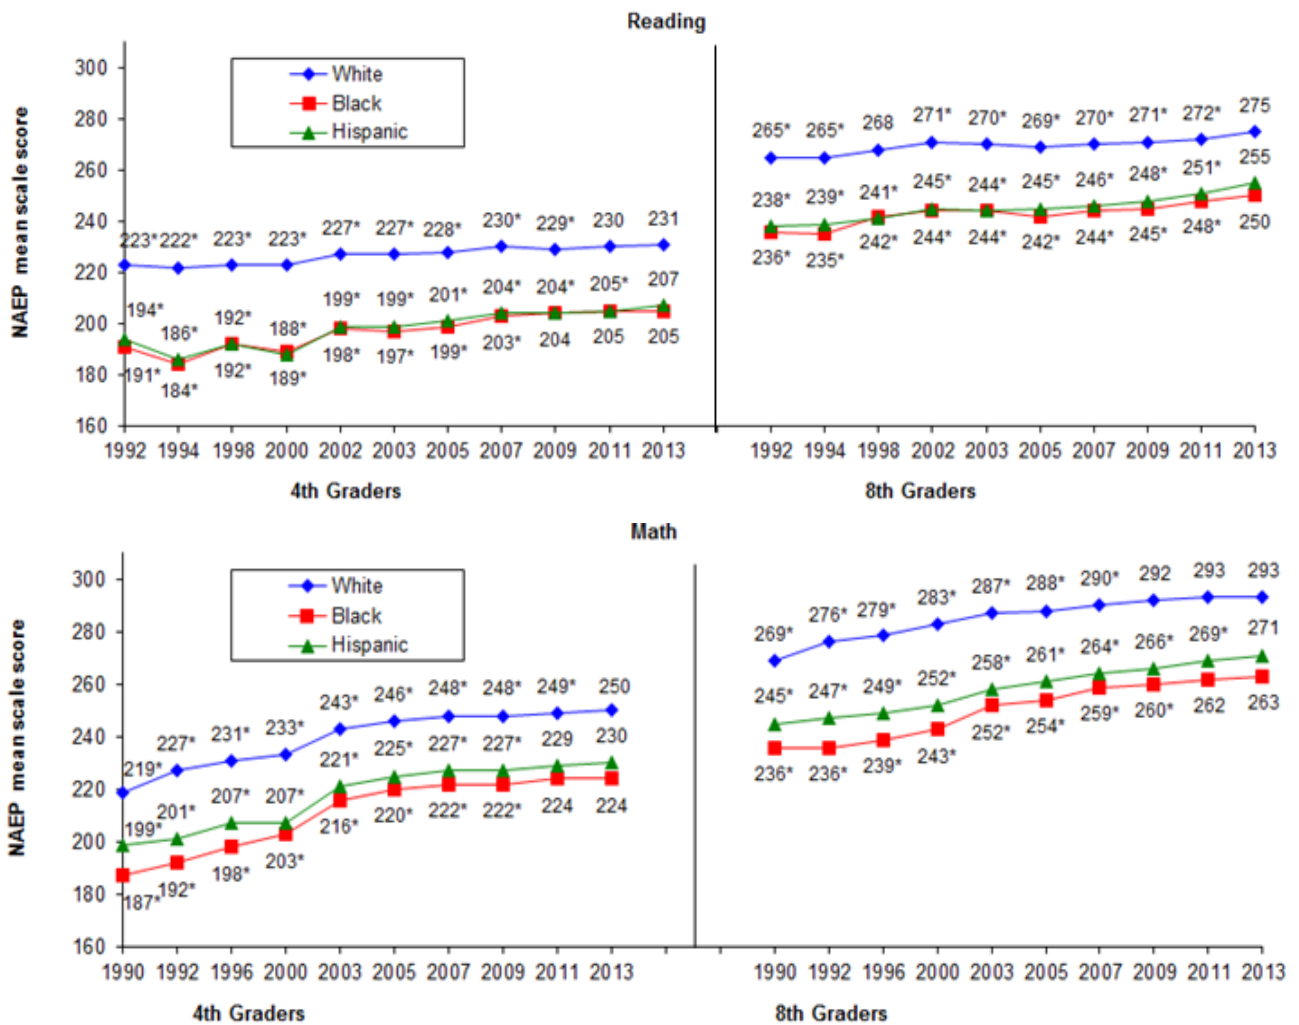 Reading
NAEP mean scale score
300
280
260
240
220
200
180
160
White
Black
Hispanic
223* 222* 223* 223* 227* 227* 228* 230* 229* 230 231
194* 186* 192* 188* 199* 199* 201* 204* 204* 205* 207
191* 184* 192* 189* 198* 197* 199* 203* 204 205 205
265* 265* 268 271* 270* 269* 270* 271* 272* 275
238* 239* 241* 245* 244* 245* 246* 248* 251* 255
236* 235* 242* 244* 244* 242* 244* 245* 248* 250
1992 1994 1998 2000 2002 2003 2005 2007 2009 2011 2013
1992 1994 1998 2002 2003 2005 2007 2009 2011 2013
4th Graders
8th Graders
Math
NAEP mean scale score
300
280
260
240
220
200
180
160
White
Black
Hispanic
219* 227* 231* 233* 243* 246* 248* 248* 249* 250
199* 201* 207* 207* 221* 225* 227* 227* 229 230
187* 192* 198* 203* 216* 220* 222* 222* 224 224
269* 276* 279* 283* 287* 288* 290* 292 293 293
245* 247* 249* 252* 258* 261* 264* 266* 269* 271
236* 236* 239* 243* 252* 254* 259* 260* 262 263
1990 1992 1996 2000 2003 2005 2007 2009 2011 2013
1990 1992 1996 2000 2003 2005 2007 2009 2011 2013
4th Graders
8th Graders